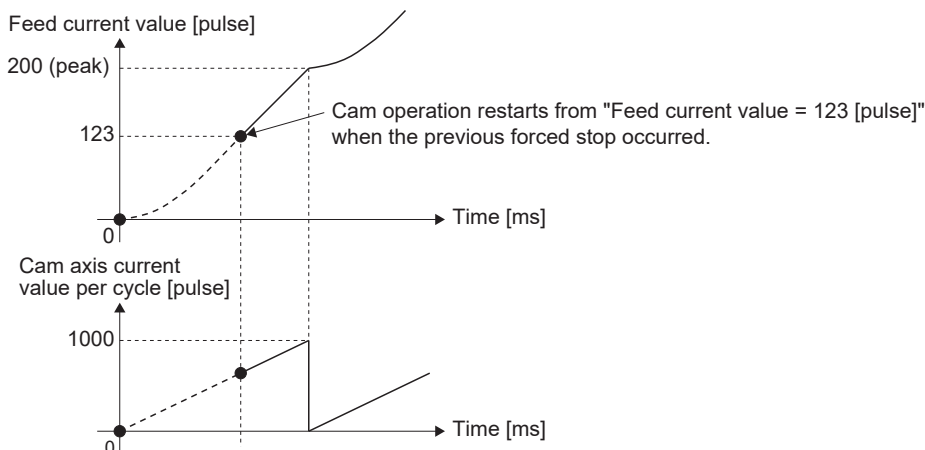 Feed current value [pulse]
200 (peak)
Cam operation restarts from "Feed current value = 123 [pulse]"
when the previous forced stop occurred.
123
Time [ms]
0
Cam axis current
value per cycle [pulse]
1000
Time [ms]
0